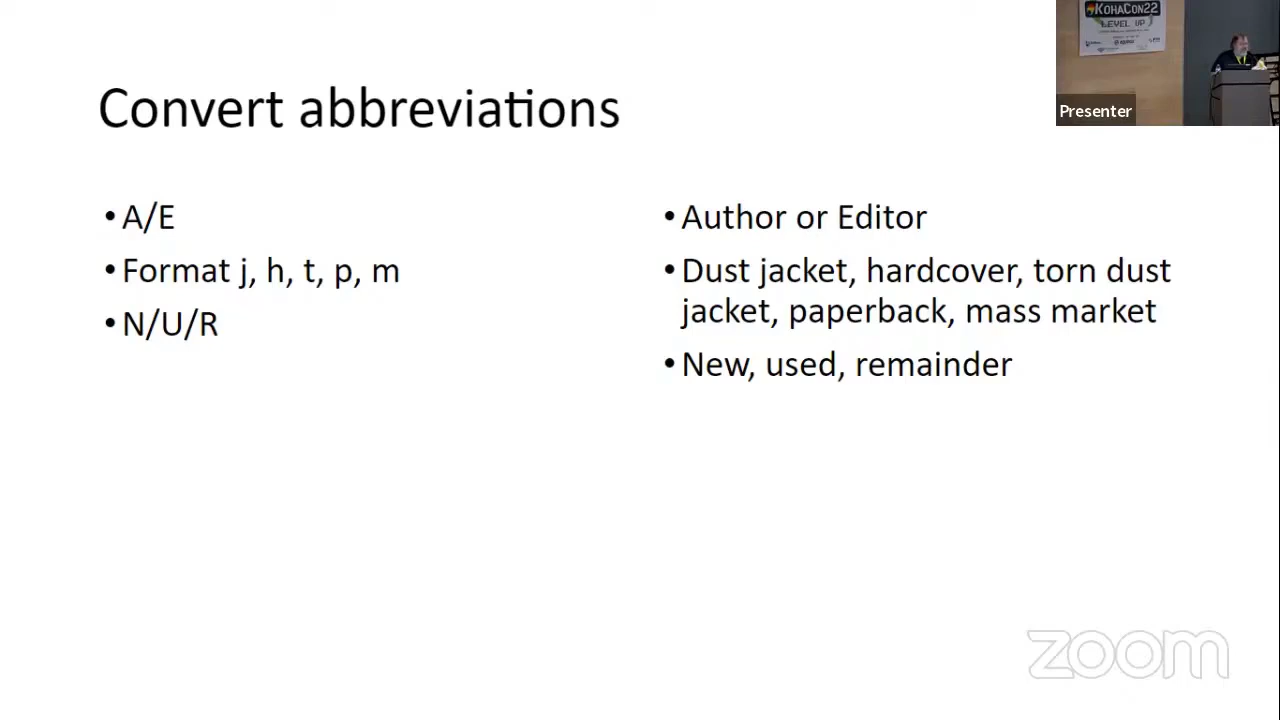 KOHACON22
LEVEL UP
Presenter
Convert abbreviations
• A/E
• Format j, h, t, p, m
• N/U/R
• Author or Editor
• Dust jacket, hardcover, torn dust
jacket, paperback, mass market
• New, used, remainder
zoom